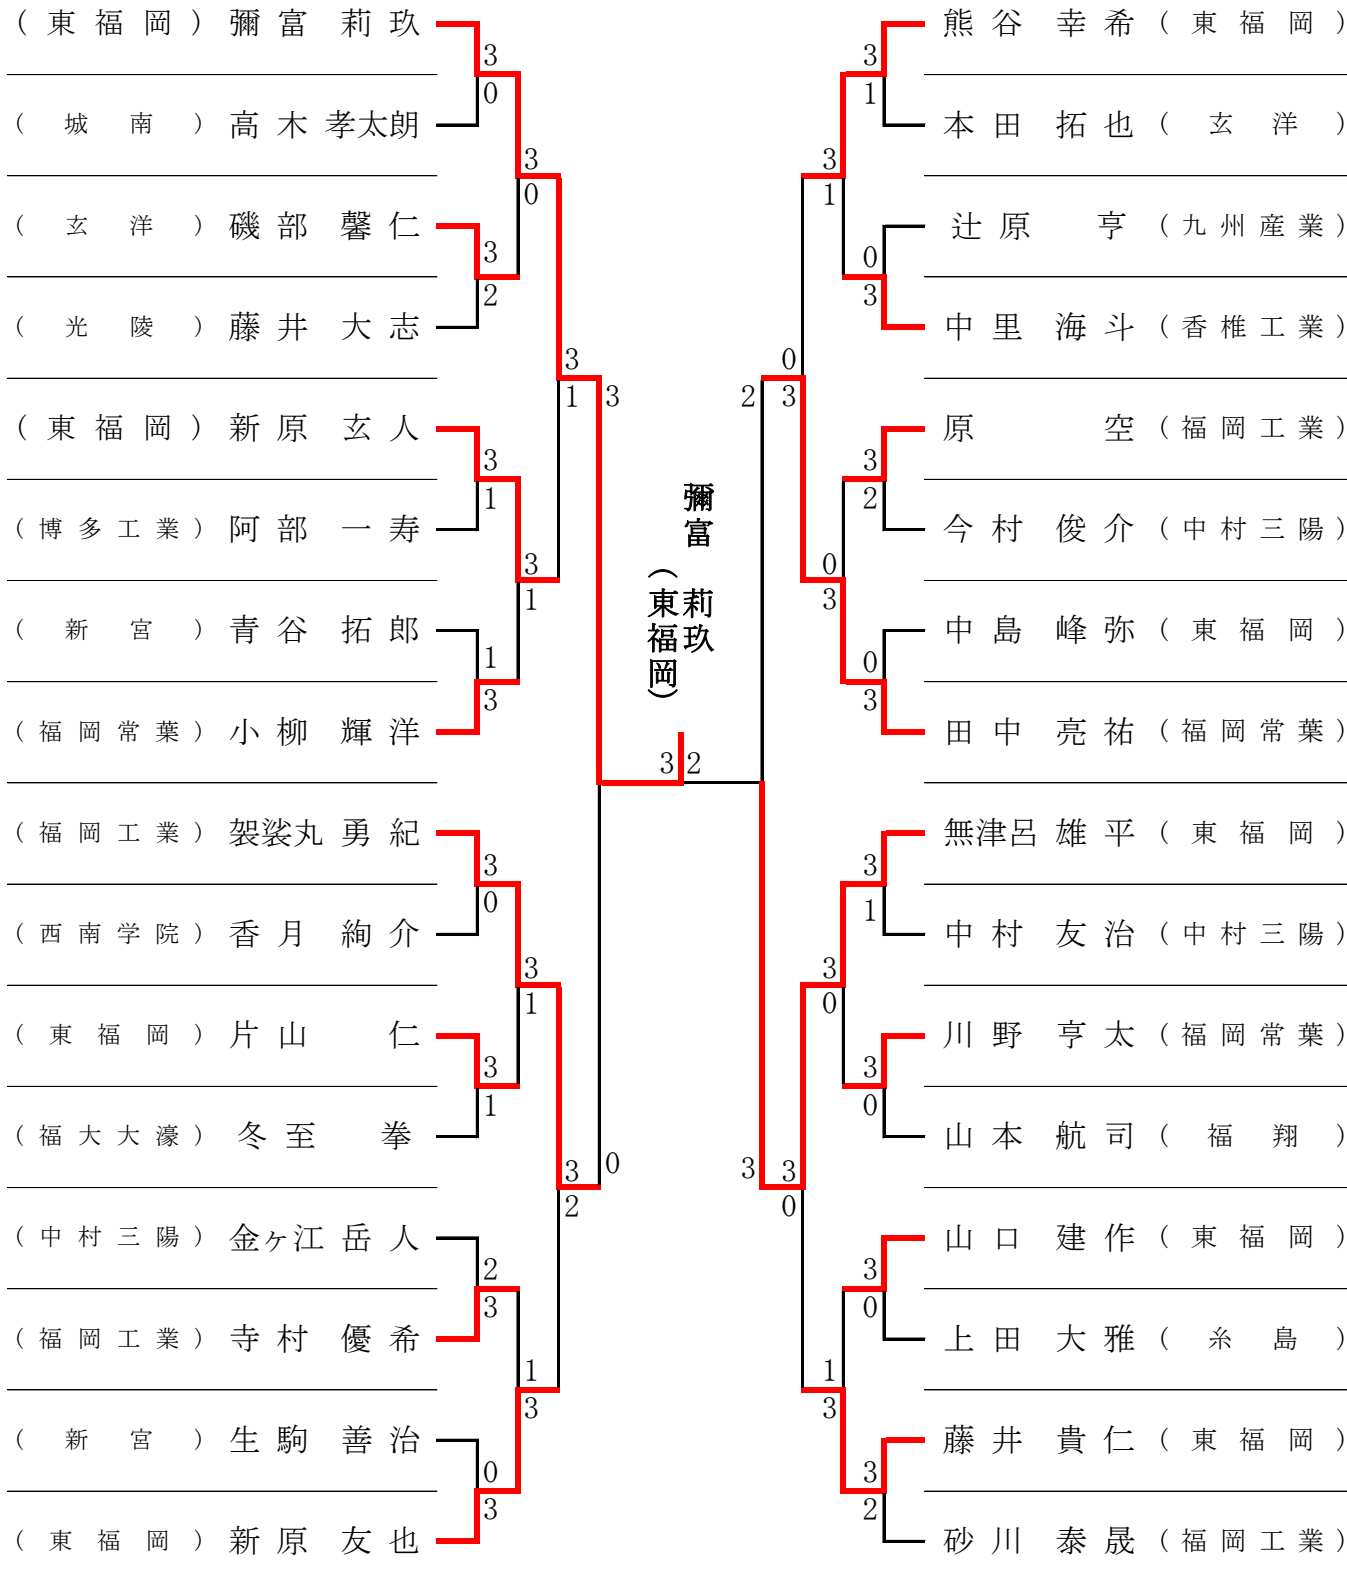 (東福岡) 彌富 莉玖
3
0
(城南) 高木 孝太朗
3
0
(玄洋) 磯部 馨仁
3
2
(光陵) 藤井 大志
3
1
3
(東福岡) 新原 玄人
3
1
(博多工業) 阿部 一寿
3
1
(新宮) 青谷 拓郎
1
3
(福岡常葉) 小柳 輝洋
(福岡工業) 袈裟丸 勇紀
3
0
(西南学院) 香月 絢介
3
1
(東福岡) 片山 仁
3
1
(福大大濠) 冬至 拳
3
2
0
(中村三陽) 金ヶ江 岳人
2
3
(福岡工業) 寺村 優希
1
3
(新宮) 生駒 善治
0
3
(東福岡) 新原 友也
彌富 莉玖
(東福岡)
3 2
熊谷 幸希 (東福岡)
3
1
本田 拓也 (玄洋)
3
1
辻原 亨 (九州産業)
0
3
中里 海斗 (香椎工業)
0
3
2
原 空 (福岡工業)
3
2
今村 俊介 (中村三陽)
0
3
中島 峰弥 (東福岡)
0
3
田中 亮祐 (福岡常葉)
無津呂 雄平 (東福岡)
3
1
中村 友治 (中村三陽)
3
0
川野 亨太 (福岡常葉)
3
0
山本 航司 (福翔)
3
3
0
山口 建作 (東福岡)
3
0
上田 大雅 (糸島)
1
3
藤井 貴仁 (東福岡)
3
2
砂川 泰晟 (福岡工業)